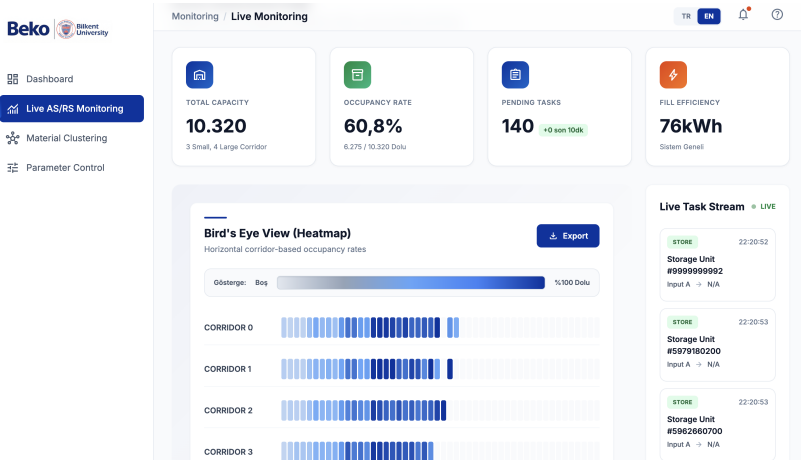 Beko
Bilkent
University
Dashboard
Live AS/RS Monitoring
Material Clustering
Parameter Control
Monitoring / Live Monitoring
TR
EN
TOTAL CAPACITY
10.320
3 Small, 4 Large Corridor
OCCUPANCY RATE
60,8%
6.275 / 10.320 Dolu
PENDING TASKS
140 +0 son 10dk
FILL EFFICIENCY
76kWh
Sistem Geneli
Bird's Eye View (Heatmap)
Horizontal corridor-based occupancy rates
Export
Gösterge: Boş
%100 Dolu
CORRIDOR 0
CORRIDOR 1
CORRIDOR 2
CORRIDOR 3
Live Task Stream
LIVE
STORE 22:20:52
Storage Unit
#9999999992
Input A → N/A
STORE 22:20:53
Storage Unit
#5979180200
Input A → N/A
STORE 22:20:53
Storage Unit
#5962660700
Input A → N/A